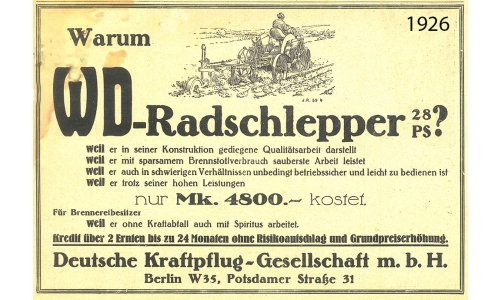 1926
Warum
WD-Radschlepper 28 PS?
weil er in seiner Konstruktion gediegene Qualitätsarbeit darstellt
weil er mit sparsamem Brennstoffverbrauch sauberste Arbeit leistet
weil er auch in schwierigen Verhältnissen unbedingt betriebssicher und leicht zu bedienen ist
weil er trotz seiner hohen Leistungen
nur Mk. 4800.– kostet.
Für Brennereibesitzer
weil er ohne Kraftabfall auch mit Spiritus arbeitet.
Kredit über 2 Ernten bis zu 24 Monaten ohne Risikoaufschlag und Grundpreiserhöhung.
Deutsche Kraftpflug-Gesellschaft m. b. H.
Berlin W35, Potsdamer Straße 31